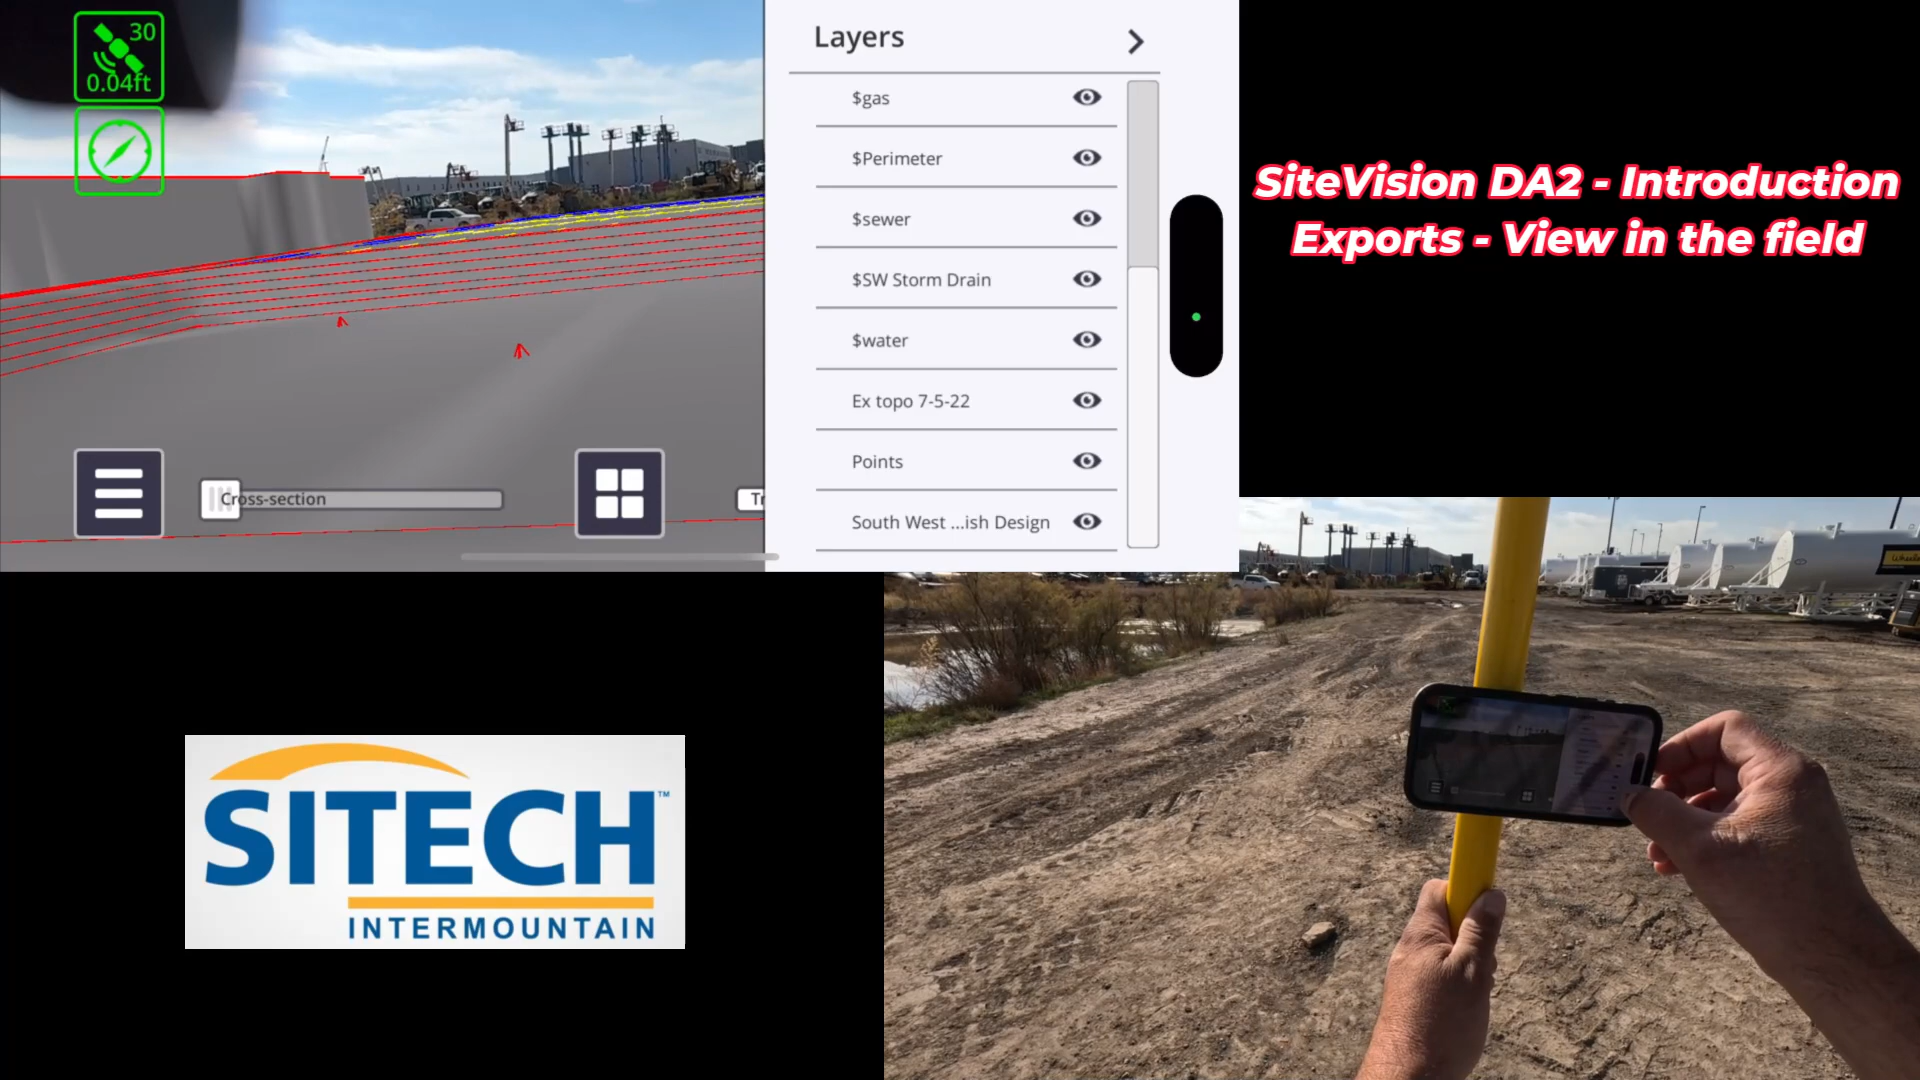 30
0.04ft
Layers
$gas
$Perimeter
$sewer
$SW Storm Drain
$water
Ex topo 7-5-22
Points
South West ...ish Design
Cross-section
Tr
SiteVision DA2 - Introduction
Exports - View in the field
SITECH™
INTERMOUNTAIN